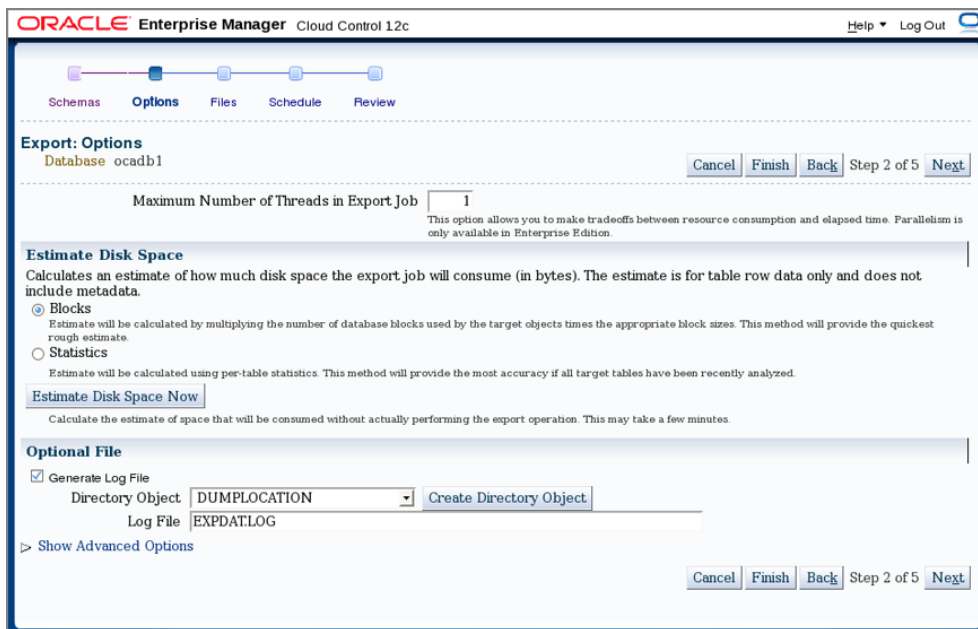 ORACLE Enterprise Manager Cloud Control 12c Help Log Out
Schemas Options Files Schedule Review
Export: Options
Database ocadb1
Cancel Finish Back Step 2 of 5 Next
Maximum Number of Threads in Export Job 1
This option allows you to make tradeoffs between resource consumption and elapsed time. Parallelism is
only available in Enterprise Edition.
Estimate Disk Space
Calculates an estimate of how much disk space the export job will consume (in bytes). The estimate is for table row data only and does not
include metadata.
Blocks
Estimate will be calculated by multiplying the number of database blocks used by the target objects times the appropriate block sizes. This method will provide the quickest
rough estimate.
Statistics
Estimate will be calculated using per-table statistics. This method will provide the most accuracy if all target tables have been recently analyzed.
Estimate Disk Space Now
Calculate the estimate of space that will be consumed without actually performing the export operation. This may take a few minutes.
Optional File
Generate Log File
Directory Object DUMPLOCATION Create Directory Object
Log File EXPDAT.LOG
Show Advanced Options
Cancel Finish Back Step 2 of 5 Next